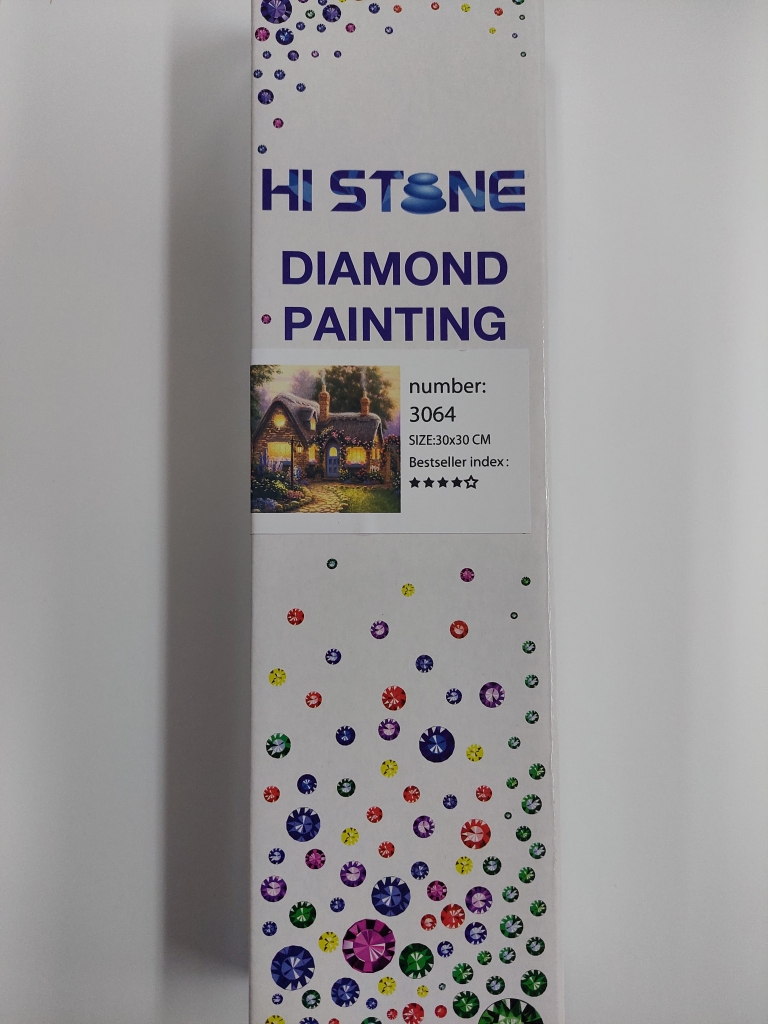 HI STONE
DIAMOND
PAINTING
number:
3064
SIZE:30x30 CM
Bestseller index:
★★★★☆